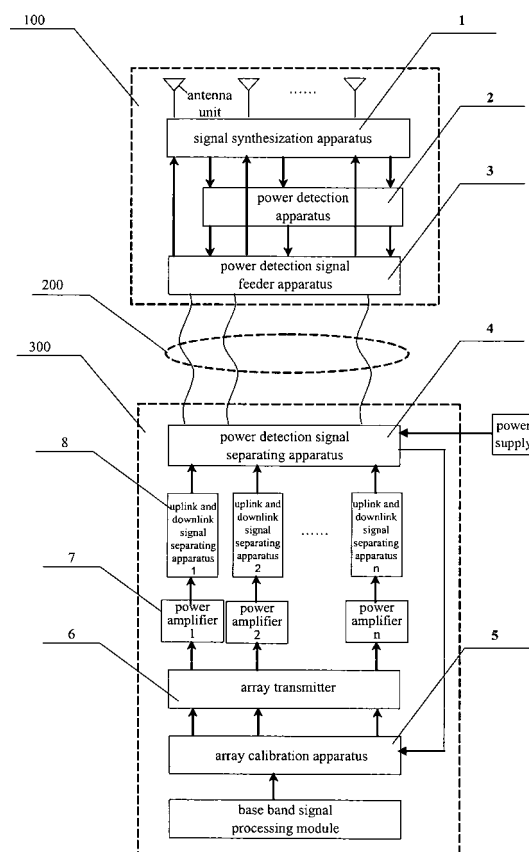 100
1
antenna
unit
......
2
signal synthesization apparatus
power detection
apparatus
3
power detection signal
feeder apparatus
200
300
4
power detection signal
separating apparatus
power
supply
8
uplink and
downlink
signal
separating
apparatus
1
uplink and
downlink
signal
separating
apparatus
2
......
uplink and
downlink
signal
separating
apparatus
n
7
power
amplifier
1
power
amplifier
2
power
amplifier
n
6
array transmitter
5
array calibration apparatus
base band signal
processing module